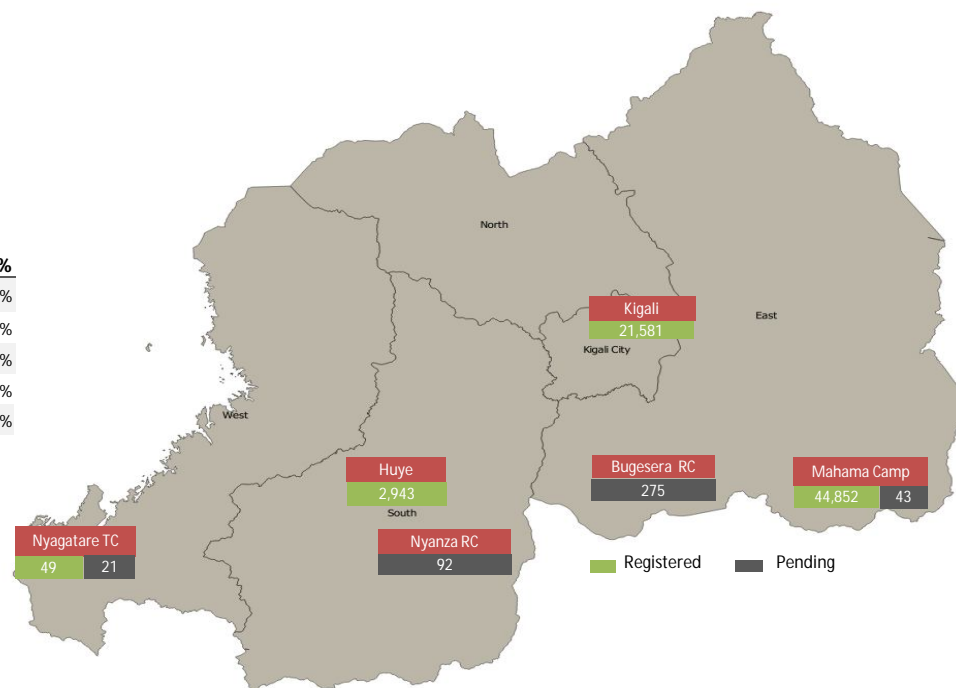 North
%
%
Kigali
21,581
East
%
Kigali City
%
%
West
Huye
2,943
South
Bugesera RC
275
Mahama Camp
44,852 43
Nyagatare TC
49 21
Nyanza RC
92
Registered Pending